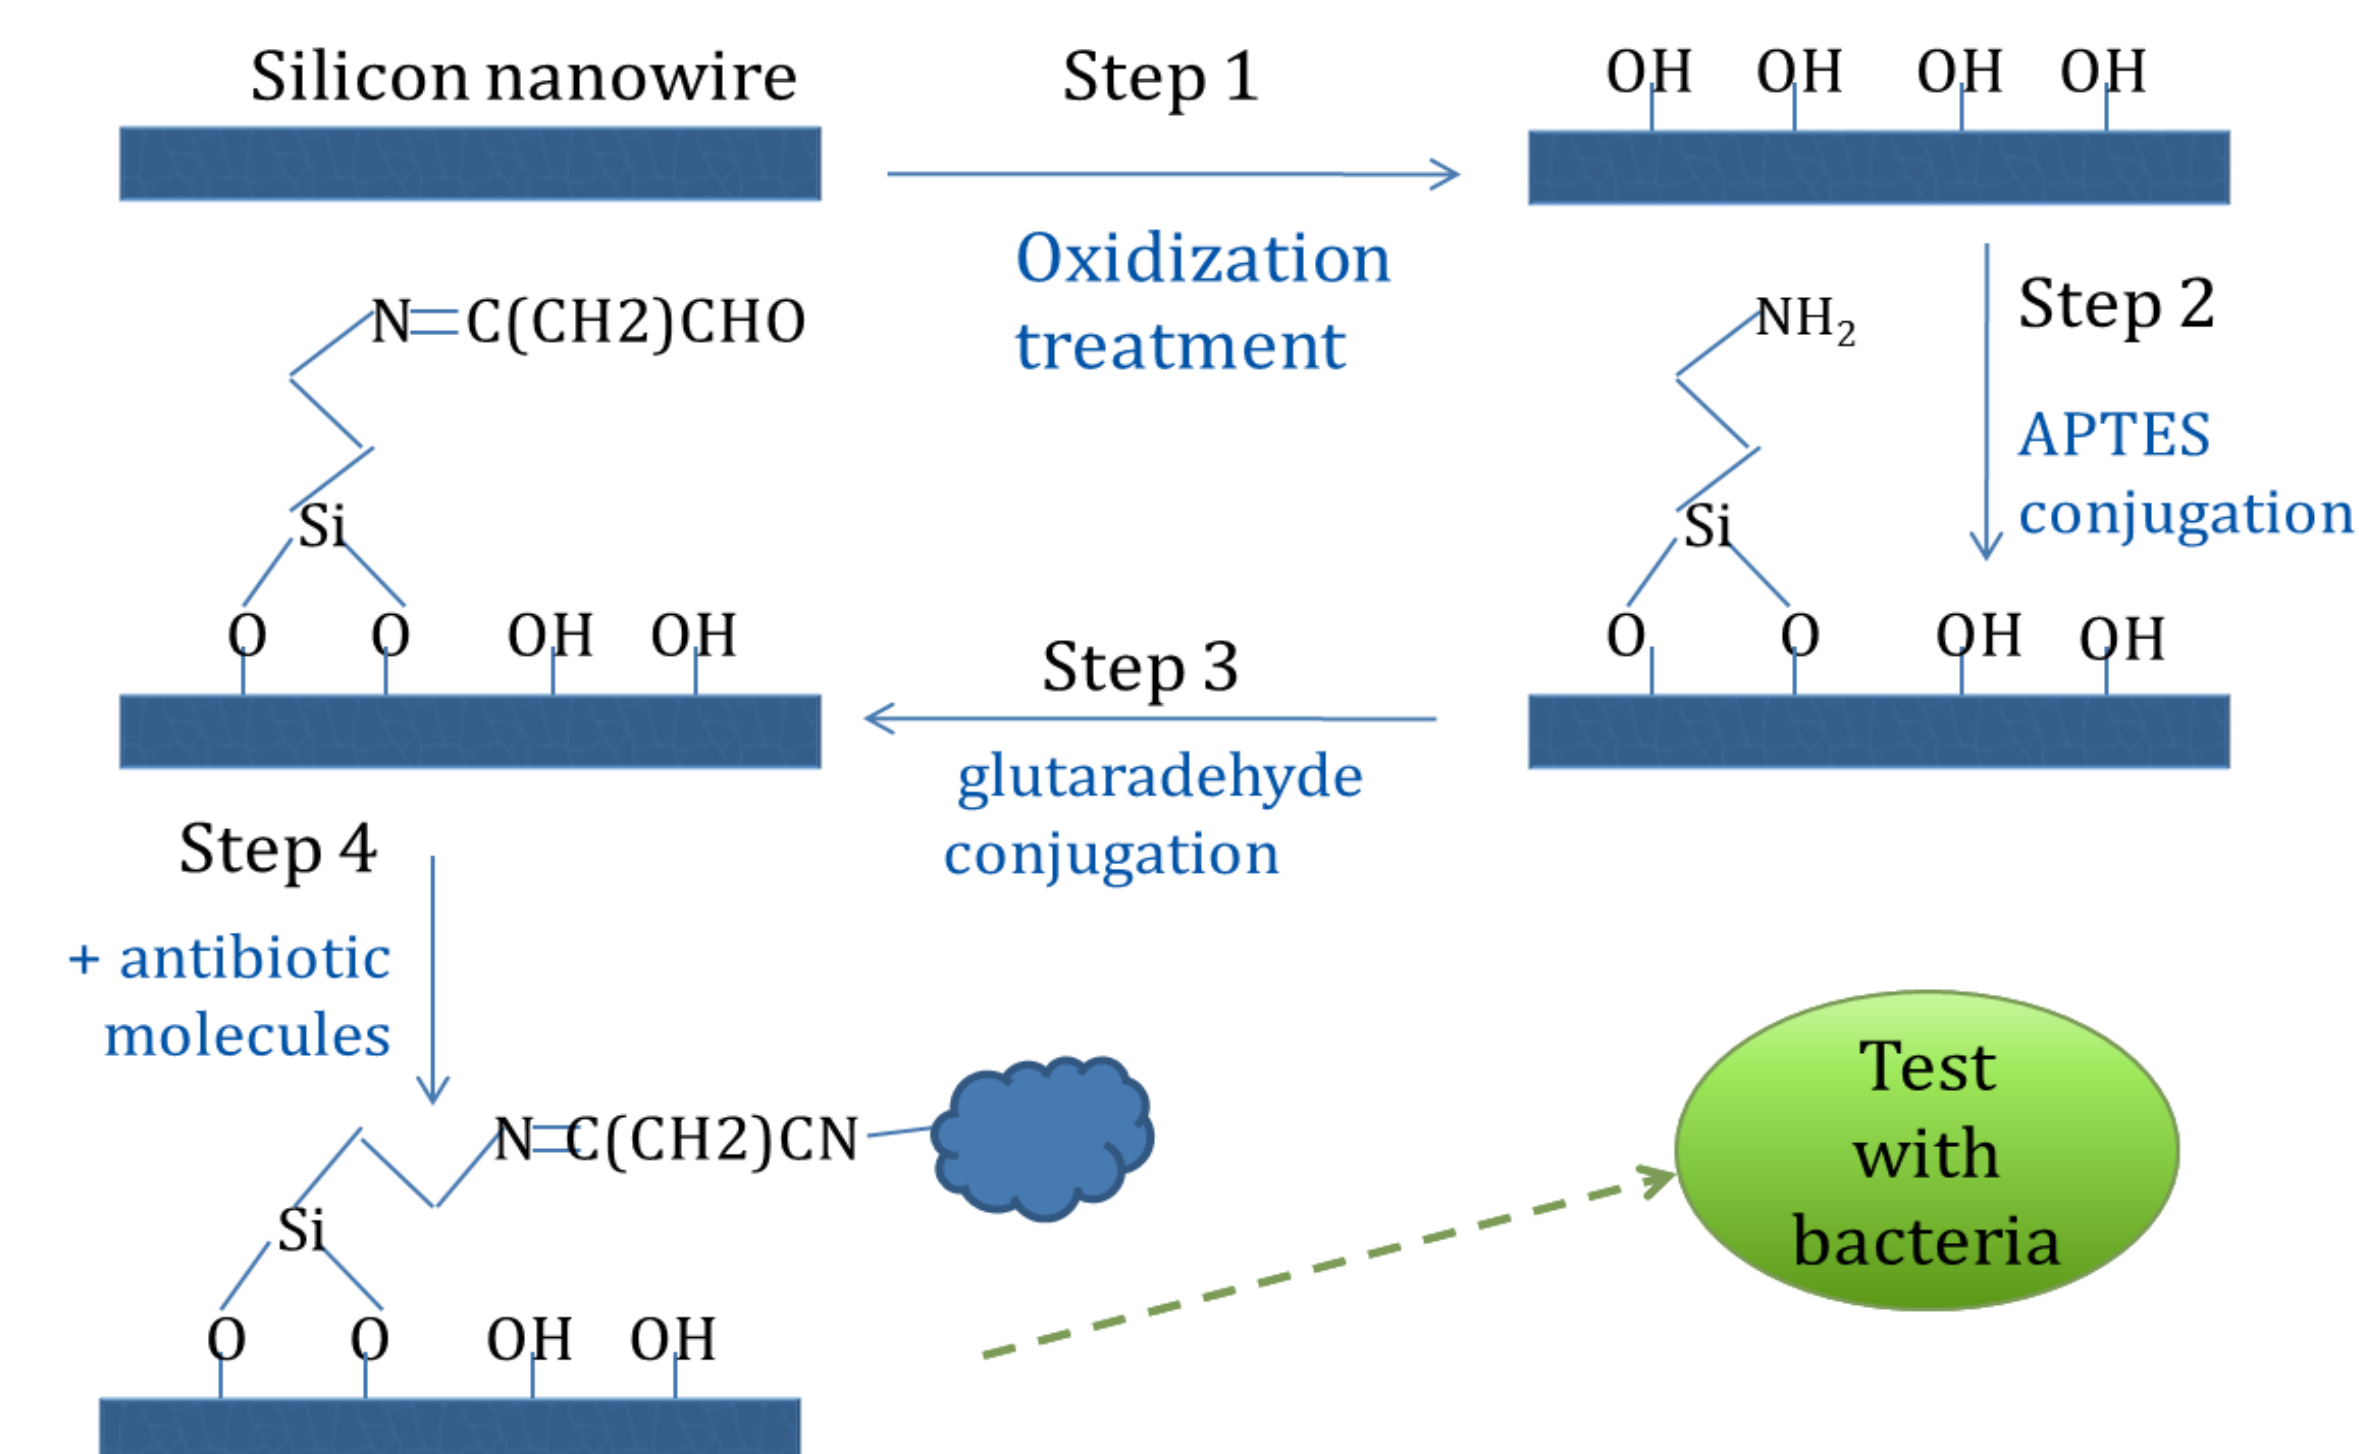 Silicon nanowire
Step 1
OH OH OH OH
Oxidization
treatment
Step 2
APTES
conjugation
NH₂
Si
O O OH OH
Step 3
glutaradehyde
conjugation
N=C(CH2)CHO
Si
O O OH OH
Step 4
+ antibiotic
molecules
N=C(CH2)CN
Si
O O OH OH
Test
with
bacteria